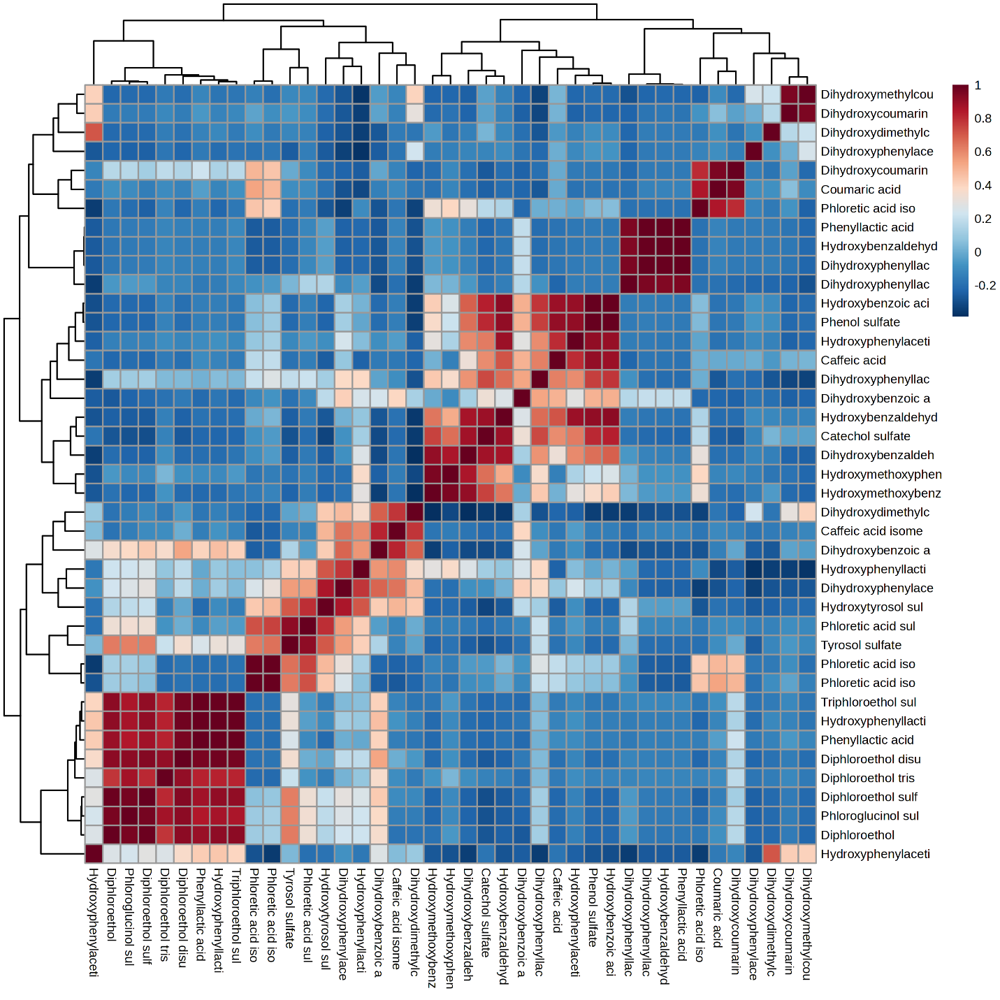 Dihydroxymethylcou
Dihydroxycoumarin
Dihydroxydimethylc
Dihydroxyphenylace
Dihydroxycoumarin
Coumaric acid
Phloretic acid iso
Phenyllactic acid
Hydroxybenzaldehyd
Dihydroxyphenyllac
Dihydroxyphenyllac
Hydroxybenzoic aci
Phenol sulfate
Hydroxyphenylaceti
Caffeic acid
Dihydroxyphenyllac
Dihydroxybenzoic a
Hydroxybenzaldehyd
Catechol sulfate
Dihydroxybenzaldeh
Hydroxymethoxyphen
Hydroxymethoxybenz
Dihydroxydimethylc
Caffeic acid isome
Dihydroxybenzoic a
Hydroxyphenyllacti
Dihydroxyphenylace
Hydroxytyrosol sul
Phloretic acid sul
Tyrosol sulfate
Phloretic acid iso
Phloretic acid iso
Triphloroethol sul
Hydroxyphenyllacti
Phenyllactic acid
Diphloroethol disu
Diphloroethol tris
Diphloroethol sulf
Phloroglucinol sul
Diphloroethol
Hydroxyphenylaceti
1
0.8
0.6
0.4
0.2
0
-0.2
Hydroxyphenylaceti
Diphloroethol
Phloroglucinol sul
Diphloroethol sulf
Diphloroethol tris
Diphloroethol disu
Phenyllactic acid
Hydroxyphenyllacti
Triphloroethol sul
Phloretic acid iso
Phloretic acid iso
Tyrosol sulfate
Phloretic acid sul
Hydroxytyrosol sul
Dihydroxyphenylace
Hydroxyphenyllacti
Dihydroxybenzoic a
Caffeic acid isome
Dihydroxydimethylc
Hydroxymethoxybenz
Hydroxymethoxyphen
Dihydroxybenzaldeh
Catechol sulfate
Hydroxybenzaldehyd
Dihydroxybenzoic a
Dihydroxyphenyllac
Caffeic acid
Hydroxyphenylaceti
Phenol sulfate
Hydroxybenzoic aci
Dihydroxyphenyllac
Dihydroxyphenyllac
Hydroxybenzaldehyd
Phenyllactic acid
Phloretic acid iso
Coumaric acid
Dihydroxycoumarin
Dihydroxyphenylace
Dihydroxydimethylc
Dihydroxycoumarin
Dihydroxymethylcou